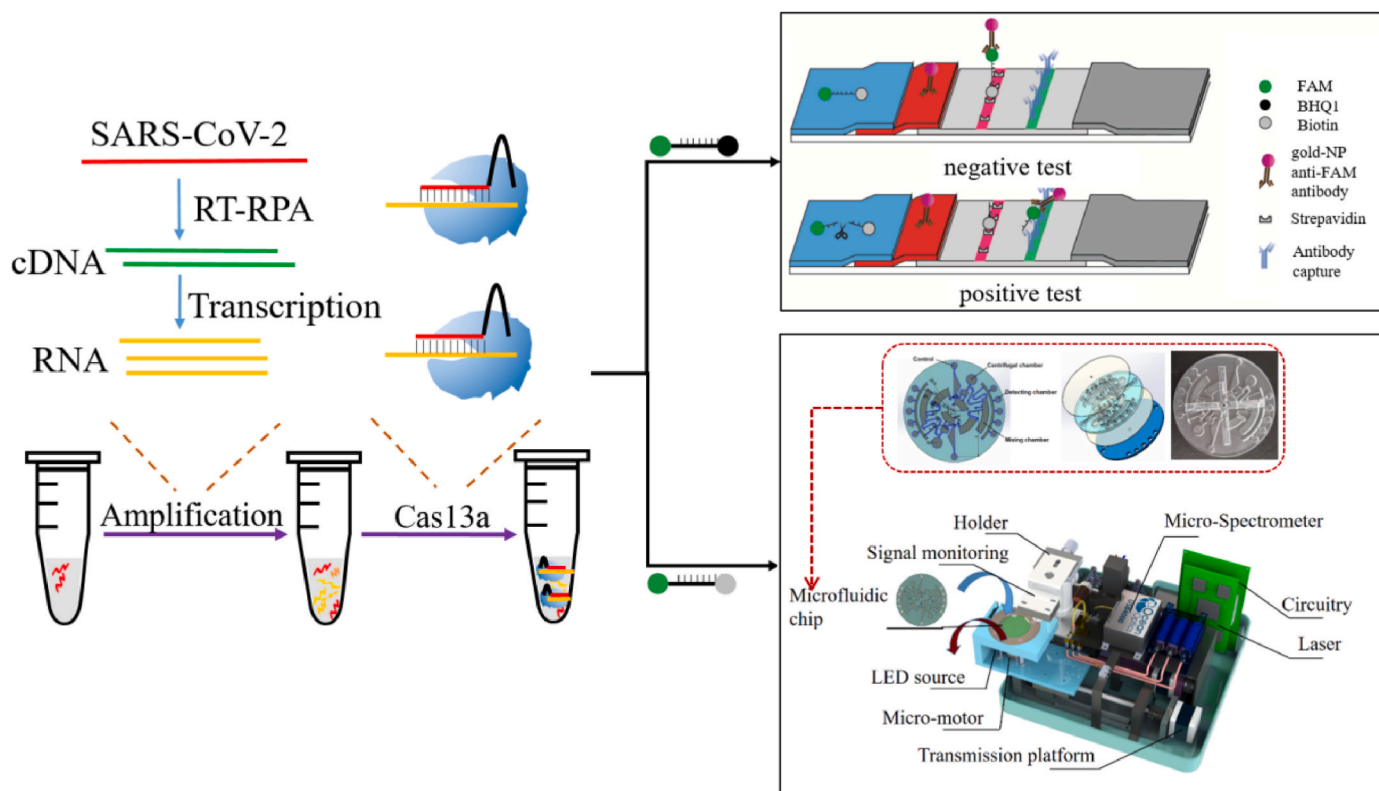 SARS-CoV-2
RT-RPA
cDNA
Transcription
RNA
Amplification
Cas13a
negative test
positive test
FAM
BHQ1
Biotin
gold-NP
anti-FAM
antibody
Strepavidin
Antibody
capture
Control
Centrifugal chamber
Detecting chamber
Mixing chamber
Holder
Micro-Spectrometer
Signal monitoring
Microfluidic
chip
Circuitry
Laser
LED source
Micro-motor
Transmission platform